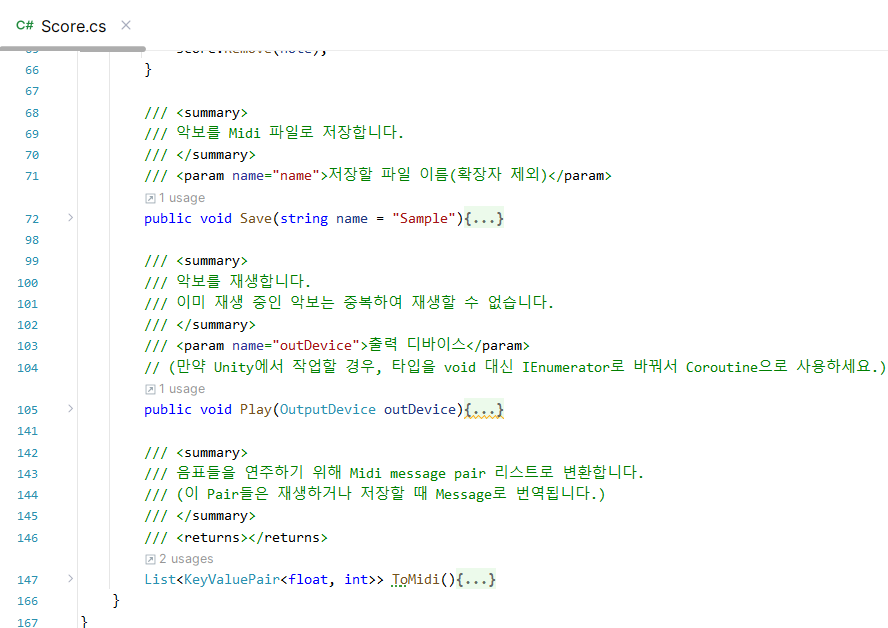 C# Score.cs ×
65 score.Remove(note);
66 }
67
68 /// <summary>
69 /// 악보를 Midi 파일로 저장합니다.
70 /// </summary>
71 /// <param name="name">저장할 파일 이름(확장자 제외)</param>
1 usage
72 public void Save(string name = "Sample"){...}
98
99 /// <summary>
100 /// 악보를 재생합니다.
101 /// 이미 재생 중인 악보는 중복하여 재생할 수 없습니다.
102 /// </summary>
103 /// <param name="outDevice">출력 디바이스</param>
104 // (만약 Unity에서 작업할 경우, 타입을 void 대신 IEnumerator로 바꿔서 Coroutine으로 사용하세요.)
1 usage
105 public void Play(OutputDevice outDevice){...}
141
142 /// <summary>
143 /// 음표들을 연주하기 위해 Midi message pair 리스트로 변환합니다.
144 /// (이 Pair들은 재생하거나 저장할 때 Message로 번역됩니다.)
145 /// </summary>
146 /// <returns></returns>
2 usages
147 List<KeyValuePair<float, int>> ToMidi(){...}
166 }
167 }